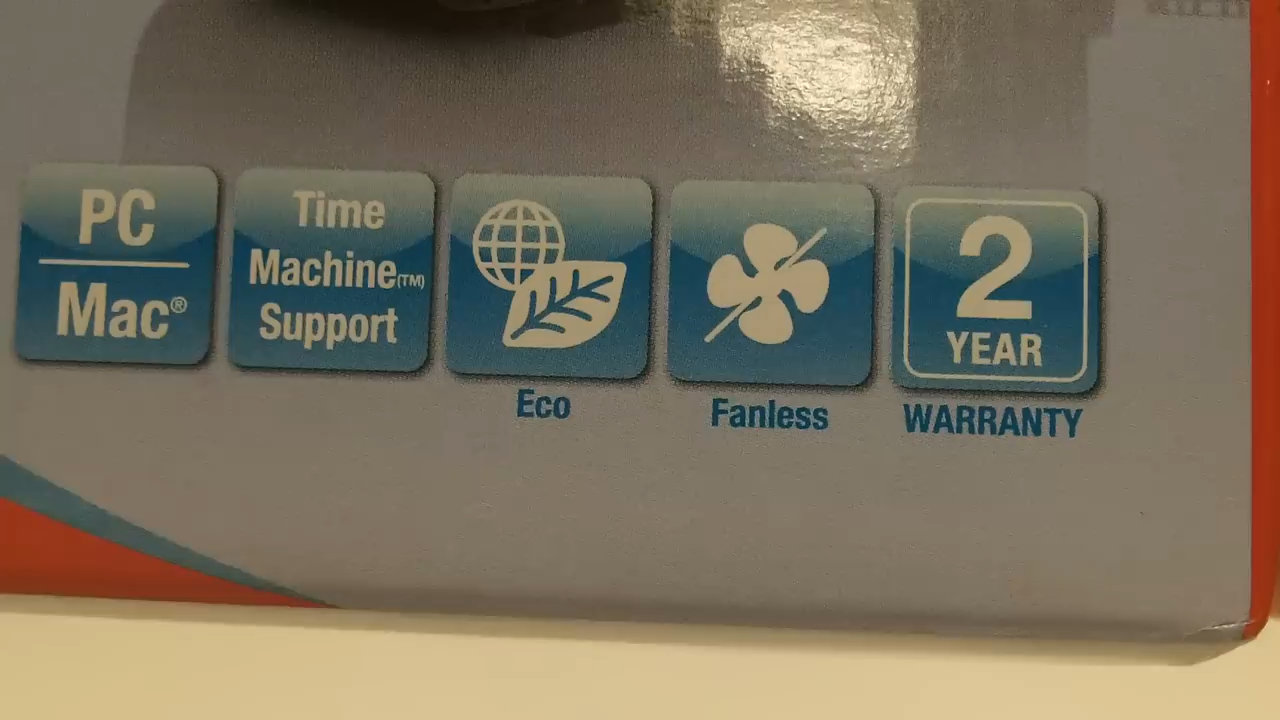 PC
Mac®
Time
Machine(TM)
Support
Eco
Fanless
2
YEAR
WARRANTY